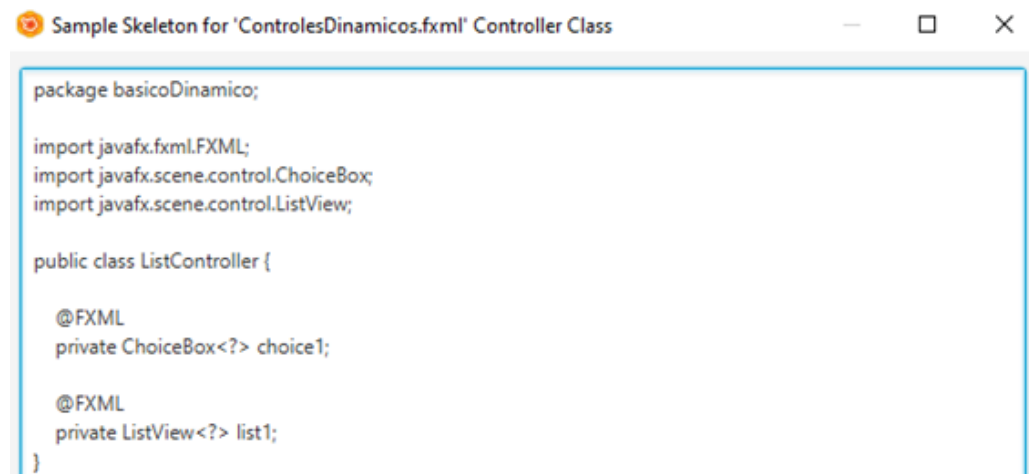 Sample Skeleton for 'ControlesDinamicos.fxml' Controller Class
package basicoDinamico;
import javafx.fxml.FXML;
import javafx.scene.control.ChoiceBox;
import javafx.scene.control.ListView;
public class ListController {
@FXML
private ChoiceBox<?> choice1;
@FXML
private ListView<?> list1;
}